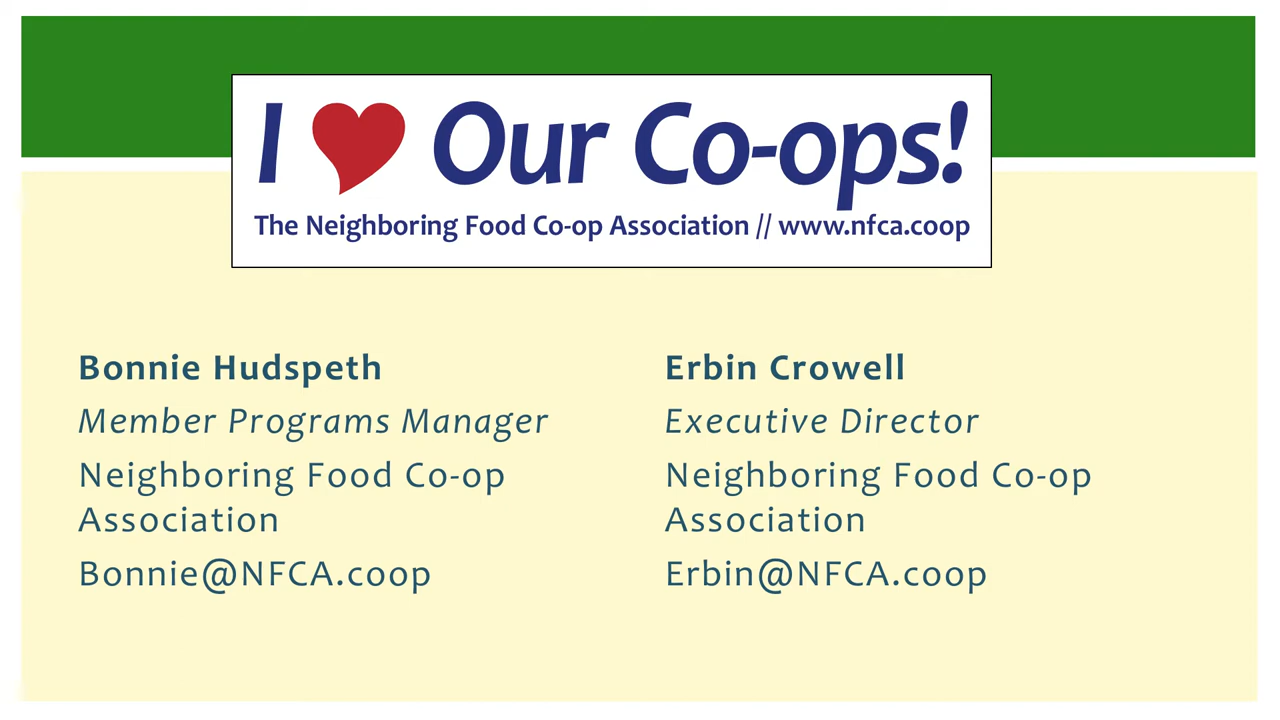 I ♥ Our Co-ops!
The Neighboring Food Co-op Association // www.nfca.coop
Bonnie Hudspeth
Member Programs Manager
Neighboring Food Co-op
Association
Bonnie@NFCA.coop
Erbin Crowell
Executive Director
Neighboring Food Co-op
Association
Erbin@NFCA.coop